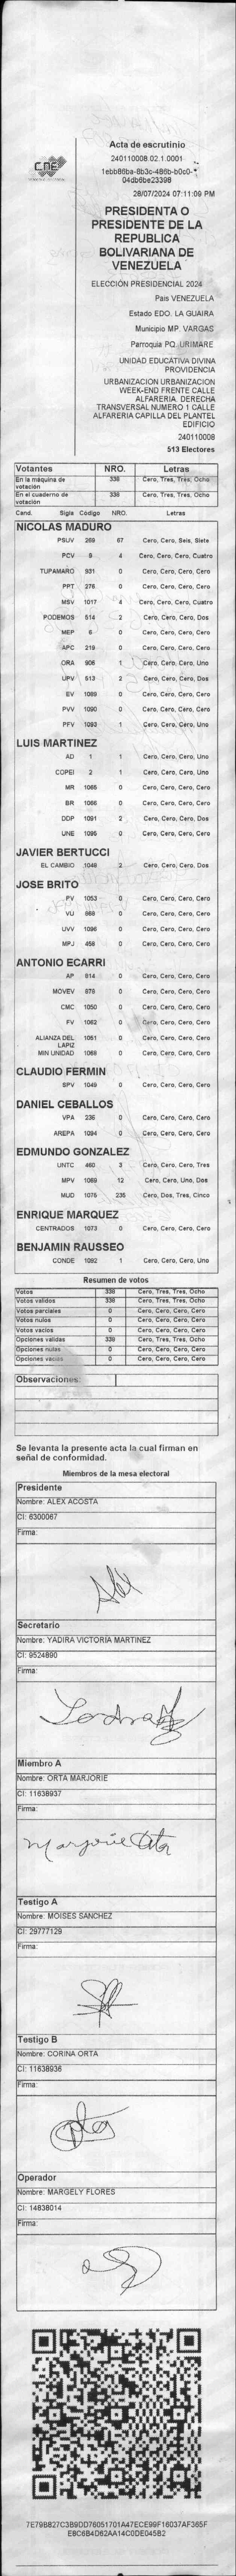 CNE
Acta de escrutinio
240110008.02.1.0001
1ebb86ba-8b3c-486b-b0c0-
04db6be23398
28/07/2024 07:11:09 PM
PRESIDENTA O
PRESIDENTE DE LA
REPUBLICA
BOLIVARIANA DE
VENEZUELA
ELECCIÓN PRESIDENCIAL 2024
Pais VENEZUELA
Estado EDO. LA GUAIRA
Municipio MP. VARGAS
Parroquia PQ. URIMARE
UNIDAD EDUCATIVA DIVINA
PROVIDENCIA
URBANIZACION URBANIZACION
WEEK-END FRENTE CALLE
ALFARERIA. DERECHA
TRANSVERSAL NUMERO 1 CALLE
ALFARERIA CAPILLA DEL PLANTEL
EDIFICIO
240110008
513 Electores
Votantes NRO. Letras
En la máquina de votación 338 Cero, Tres, Tres, Ocho
En el cuaderno de votación 338 Cero, Tres, Tres, Ocho
Cand. Sigla Código NRO. Letras
NICOLAS MADURO
PSUV 269 67 Cero, Cero, Seis, Siete
PCV 9 4 Cero, Cero, Cero, Cuatro
TUPAMARO 931 0 Cero, Cero, Cero, Cero
PPT 276 0 Cero, Cero, Cero, Cero
MSV 1017 4 Cero, Cero, Cero, Cuatro
PODEMOS 514 2 Cero, Cero, Cero, Dos
MEP 6 0 Cero, Cero, Cero, Cero
APC 219 0 Cero, Cero, Cero, Cero
ORA 906 1 Cero, Cero, Cero, Uno
UPV 513 2 Cero, Cero, Cero, Dos
EV 1089 0 Cero, Cero, Cero, Cero
PVV 1090 0 Cero, Cero, Cero, Cero
PFV 1093 1 Cero, Cero, Cero, Uno
LUIS MARTINEZ
AD 1 1 Cero, Cero, Cero, Uno
COPEI 2 1 Cero, Cero, Cero, Uno
MR 1065 0 Cero, Cero, Cero, Cero
BR 1066 0 Cero, Cero, Cero, Cero
DDP 1091 2 Cero, Cero, Cero, Dos
UNE 1095 0 Cero, Cero, Cero, Cero
JAVIER BERTUCCI
EL CAMBIO 1048 2 Cero, Cero, Cero, Dos
JOSE BRITO
PV 1053 0 Cero, Cero, Cero, Cero
VU 868 0 Cero, Cero, Cero, Cero
UVV 1096 0 Cero, Cero, Cero, Cero
MPJ 458 0 Cero, Cero, Cero, Cero
ANTONIO ECARRI
AP 814 0 Cero, Cero, Cero, Cero
MOVEV 878 0 Cero, Cero, Cero, Cero
CMC 1050 0 Cero, Cero, Cero, Cero
FV 1062 0 Cero, Cero, Cero, Cero
ALIANZA DEL LAPIZ 1051 0 Cero, Cero, Cero, Cero
MIN UNIDAD 1068 0 Cero, Cero, Cero, Cero
CLAUDIO FERMIN
SPV 1049 0 Cero, Cero, Cero, Cero
DANIEL CEBALLOS
VPA 236 0 Cero, Cero, Cero, Cero
AREPA 1094 0 Cero, Cero, Cero, Cero
EDMUNDO GONZALEZ
UNTC 460 3 Cero, Cero, Cero, Tres
MPV 1069 12 Cero, Cero, Uno, Dos
MUD 1075 235 Cero, Dos, Tres, Cinco
ENRIQUE MARQUEZ
CENTRADOS 1073 0 Cero, Cero, Cero, Cero
BENJAMIN RAUSSEO
CONDE 1092 1 Cero, Cero, Cero, Uno
Resumen de votos
Votos 338 Cero, Tres, Tres, Ocho
Votos validos 338 Cero, Tres, Tres, Ocho
Votos parciales 0 Cero, Cero, Cero, Cero
Votos nulos 0 Cero, Cero, Cero, Cero
Votos vacios 0 Cero, Cero, Cero, Cero
Opciones validas 338 Cero, Tres, Tres, Ocho
Opciones nulas 0 Cero, Cero, Cero, Cero
Opciones vacias 0 Cero, Cero, Cero, Cero
Observaciones:
Se levanta la presente acta la cual firman en
señal de conformidad.
Miembros de la mesa electoral
Presidente
Nombre: ALEX ACOSTA
CI: 6300067
Firma:
Alex
Secretario
Nombre: YADIRA VICTORIA MARTINEZ
CI: 9524890
Firma:
Miembro A
Nombre: ORTA MARJORIE
CI: 11638937
Firma:
Marjorie Orta
Testigo A
Nombre: MOISES SANCHEZ
CI: 29777129
Firma:
Testigo B
Nombre: CORINA ORTA
CI: 11638936
Firma:
Operador
Nombre: MARGELY FLORES
CI: 14838014
Firma:
7E79B827C3B9DD76051701A47ECE99F16037AF365F
E8C6B4D62AA14C0DE045B2